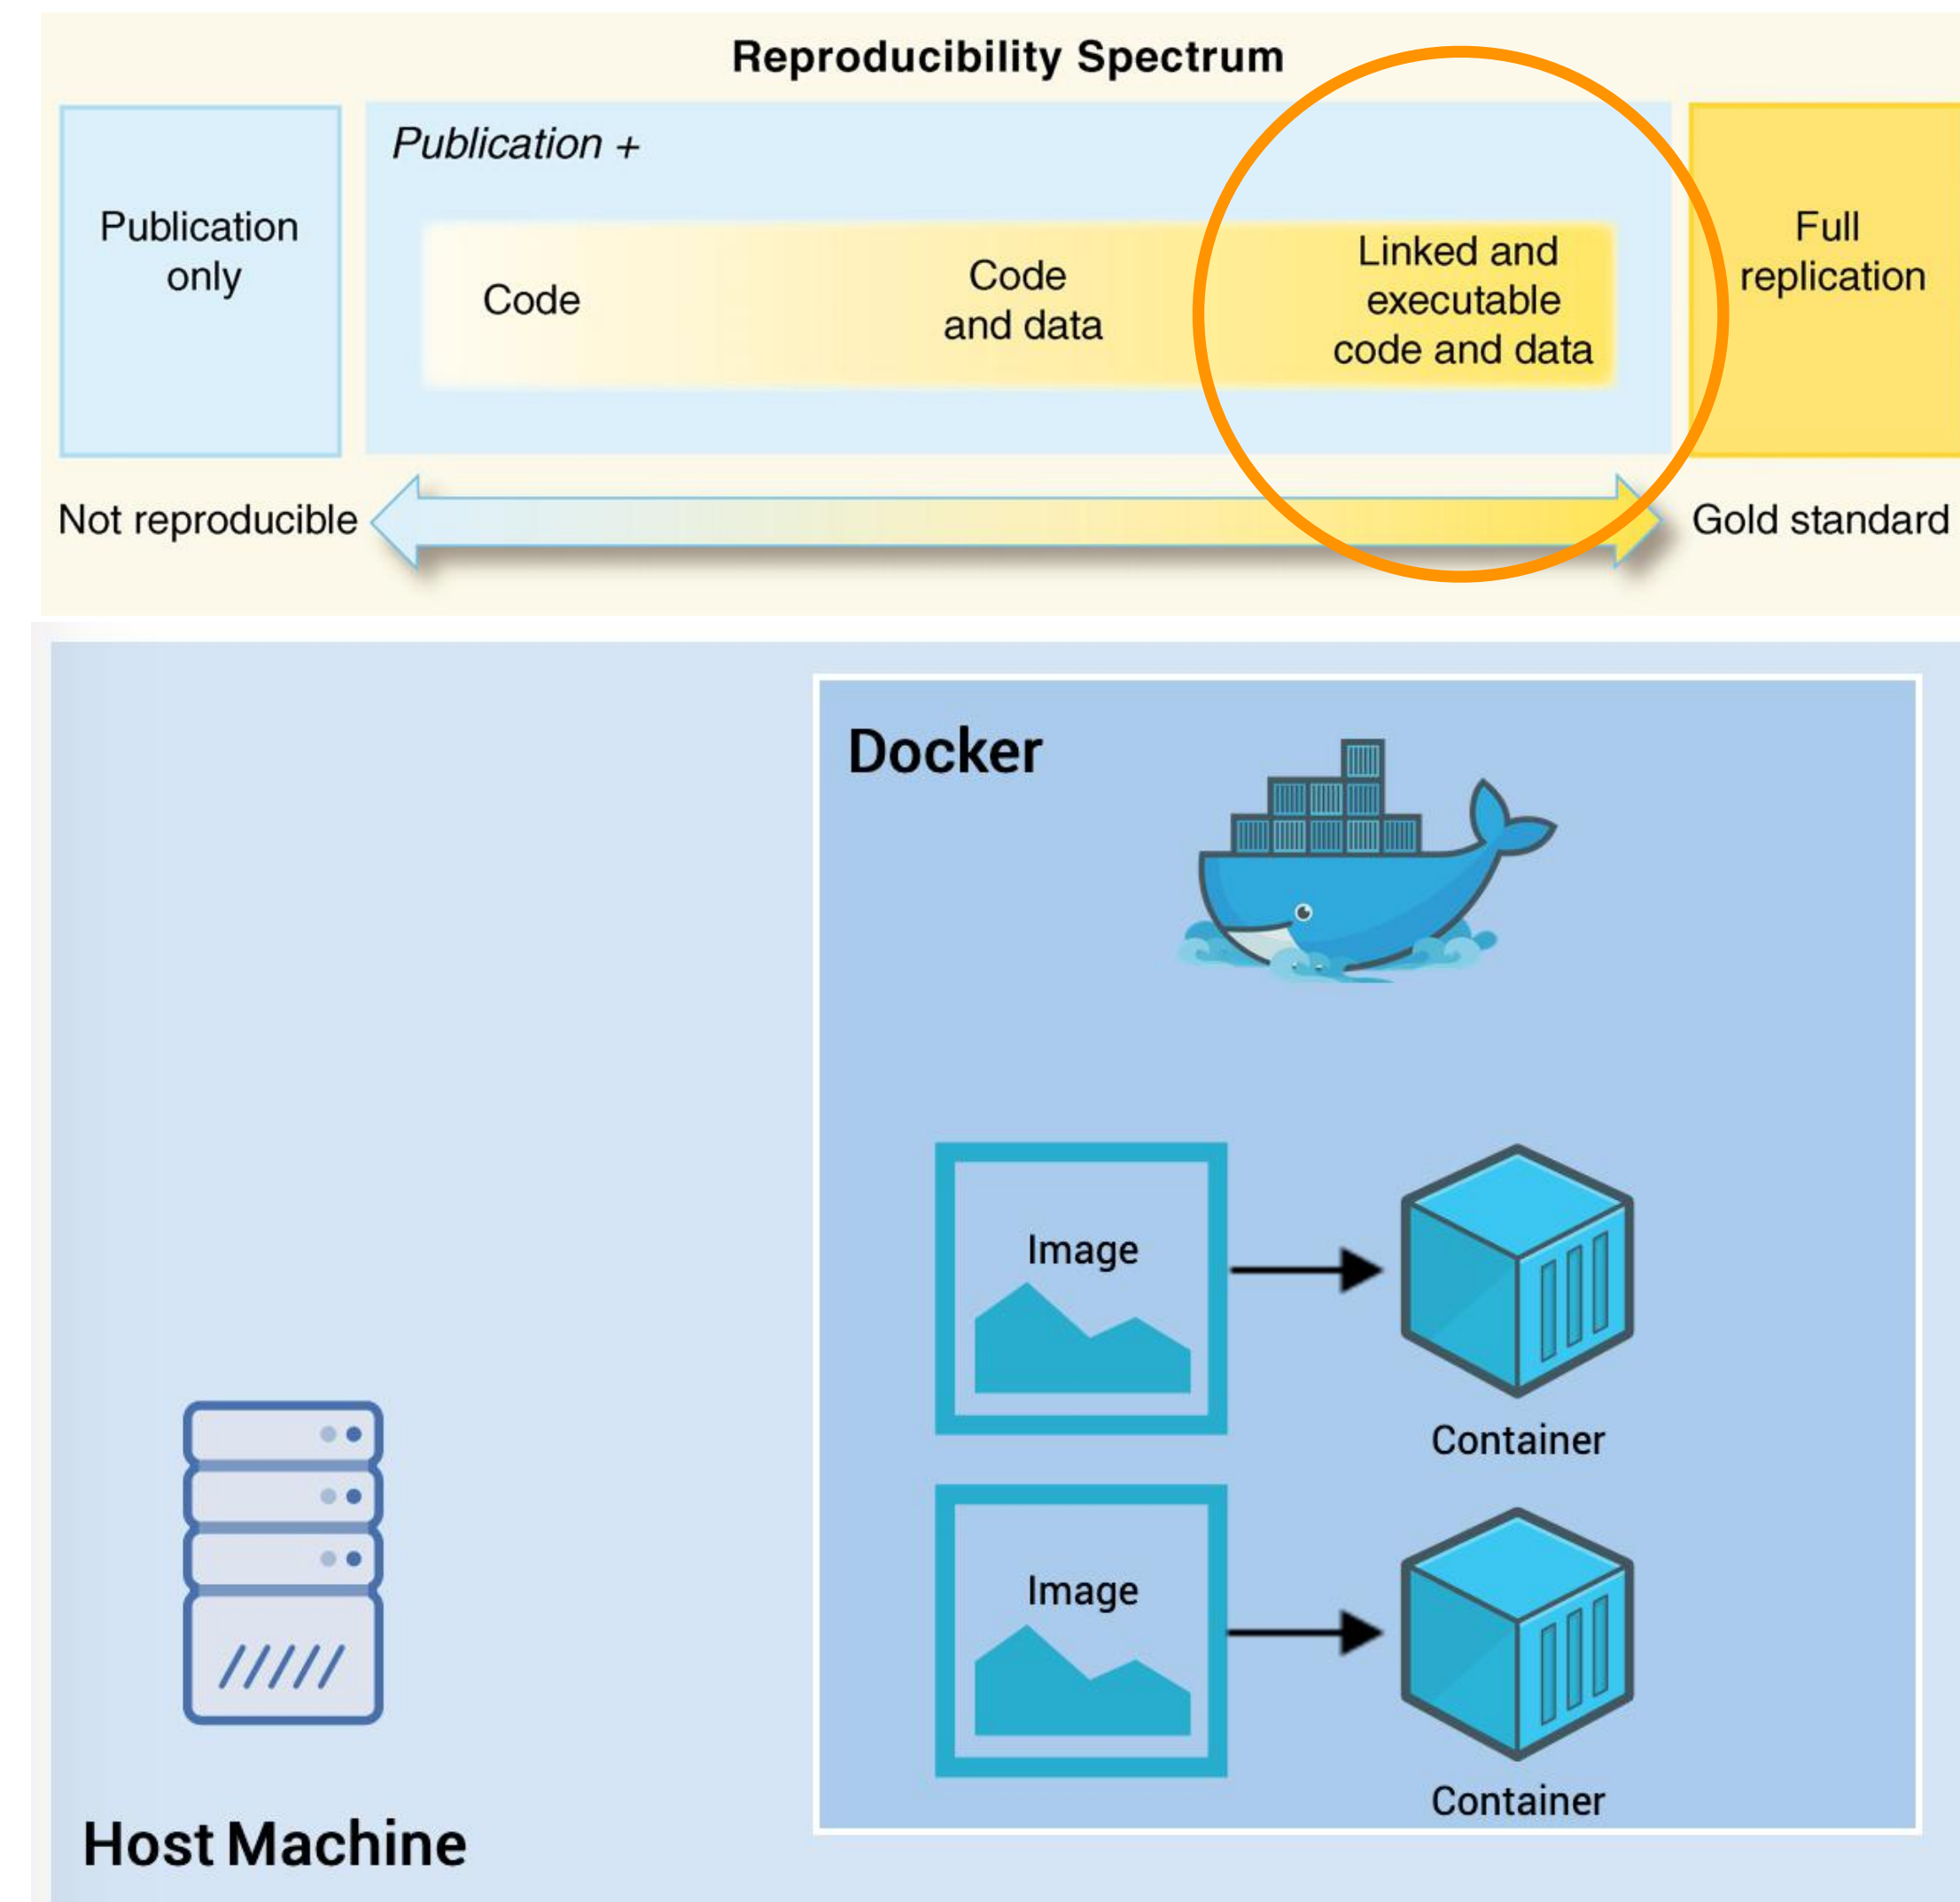 Reproducibility Spectrum
Publication +
Publication
only
Code
Code
and data
Linked and
executable
code and data
Full
replication
Not reproducible
Gold standard
Docker
Image
Container
Image
Container
Host Machine